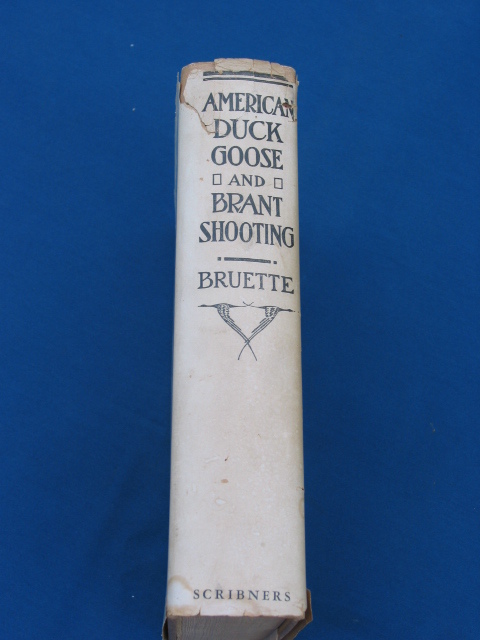 AMERICAN
DUCK
GOOSE
AND
BRANT
SHOOTING
BRUETTE
SCRIBNERS